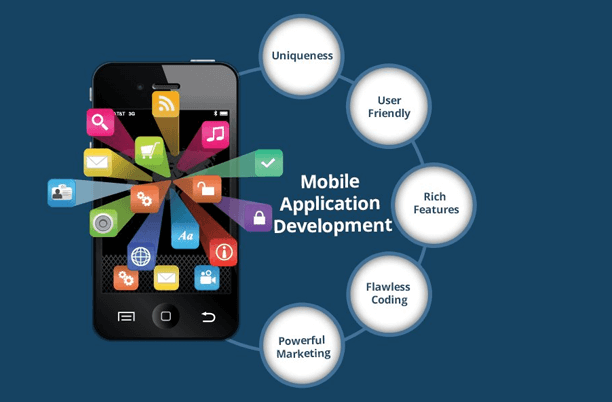 Uniqueness
User
Friendly
AT&T 3G
Mobile
Application
Development
Rich
Features
Aa
Flawless
Coding
Powerful
Marketing